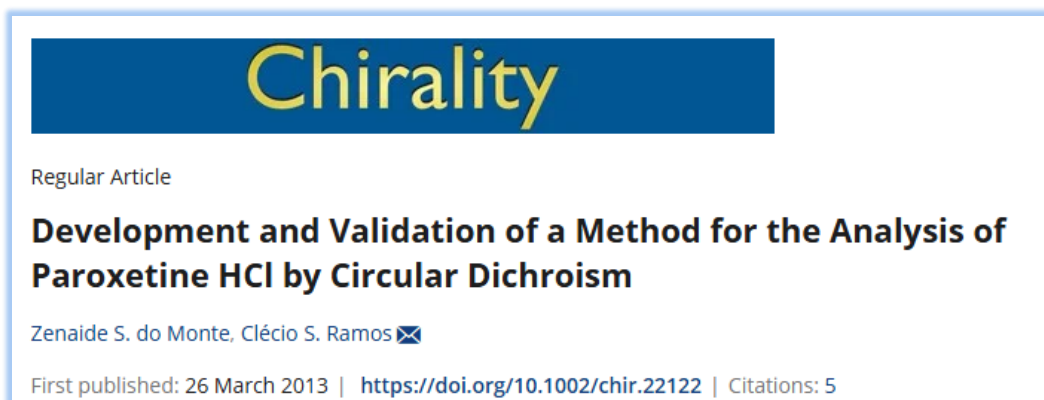 Chirality
Regular Article
Development and Validation of a Method for the Analysis of
Paroxetine HCl by Circular Dichroism
Zenaide S. do Monte, Clécio S. Ramos
First published: 26 March 2013 | https://doi.org/10.1002/chir.22122 | Citations: 5